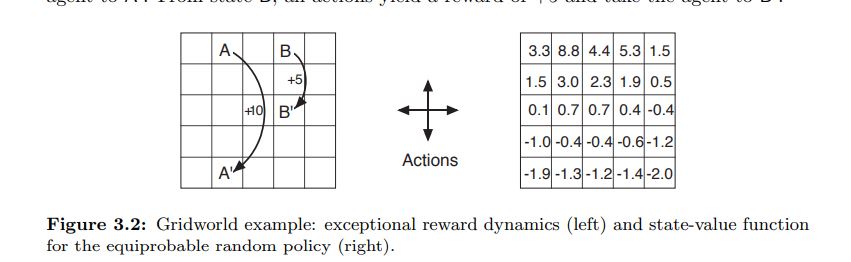 agent to A'. From state B, all actions yield a reward of +5 and take the agent to B'.
A B
+5
+10 B'
A'
Actions
3.3 8.8 4.4 5.3 1.5
1.5 3.0 2.3 1.9 0.5
0.1 0.7 0.7 0.4 -0.4
-1.0 -0.4 -0.4 -0.6 -1.2
-1.9 -1.3 -1.2 -1.4 -2.0
Figure 3.2: Gridworld example: exceptional reward dynamics (left) and state-value function
for the equiprobable random policy (right).